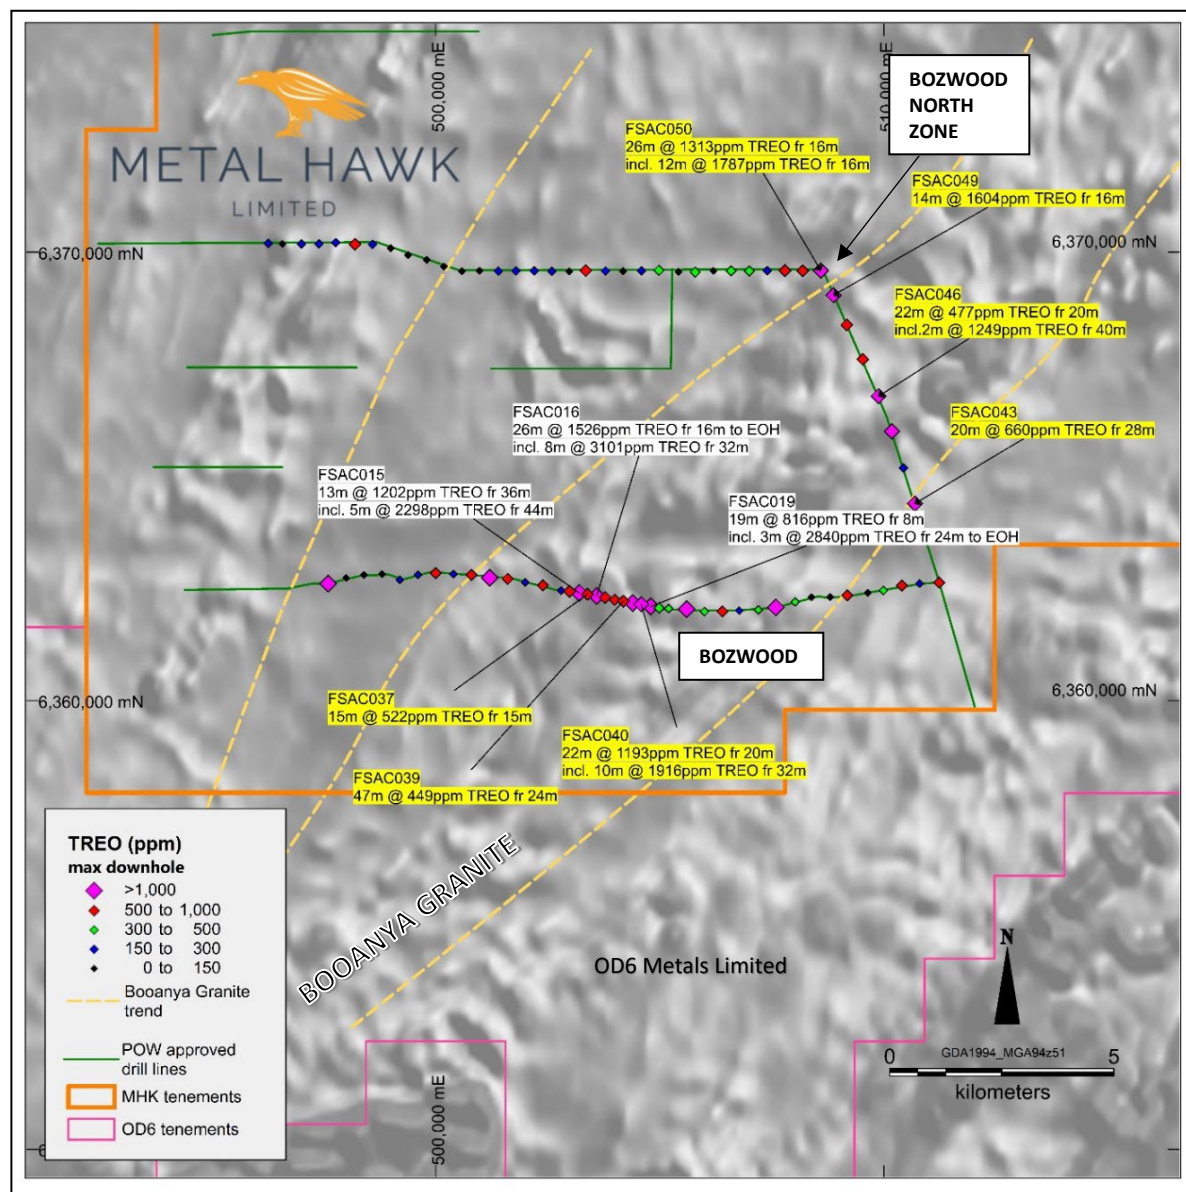 500,000 mE
510,000 mE
BOZWOOD
NORTH
ZONE
METAL HAWK
LIMITED
FSAC050
26m @ 1313ppm TREO fr 16m
incl. 12m @ 1787ppm TREO fr 16m
FSAC049
14m @ 1604ppm TREO fr 16m
6,370,000 mN
6,370,000 mN
FSAC046
22m @ 477ppm TREO fr 20m
incl.2m @ 1249ppm TREO fr 40m
FSAC043
20m @ 660ppm TREO fr 28m
FSAC016
26m @ 1526ppm TREO fr 16m to EOH
incl. 8m @ 3101ppm TREO fr 32m
FSAC015
13m @ 1202ppm TREO fr 36m
incl. 5m @ 2298ppm TREO fr 44m
FSAC019
19m @ 816ppm TREO fr 8m
incl. 3m @ 2840ppm TREO fr 24m to EOH
BOZWOOD
6,360,000 mN
6,360,000 mN
FSAC037
15m @ 522ppm TREO fr 15m
FSAC040
22m @ 1193ppm TREO fr 20m
incl. 10m @ 1916ppm TREO fr 32m
FSAC039
47m @ 449ppm TREO fr 24m
BOOANYA GRANITE
OD6 Metals Limited
TREO (ppm)
max downhole
>1,000
500 to 1,000
300 to 500
150 to 300
0 to 150
Booanya Granite
trend
POW approved
drill lines
MHK tenements
OD6 tenements
500,000 mE
N
GDA1994_MGA94z51
0 5
kilometers